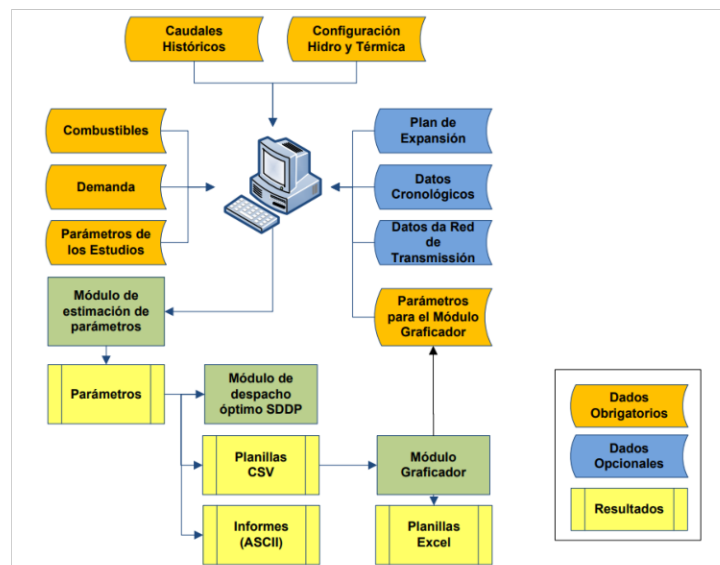 Caudales
Históricos
Configuración
Hidro y Térmica
Combustibles
Demanda
Parámetros de
los Estudios
Plan de
Expansión
Datos
Cronológicos
Datos da Red
de
Transmisión
Parámetros
para el Módulo
Graficador
Módulo de
estimación de
parámetros
Parámetros
Módulo de
despacho
óptimo SDDP
Planillas
CSV
Módulo
Graficador
Informes
(ASCII)
Planillas
Excel
Dados
Obrigatorios
Dados
Opcionales
Resultados